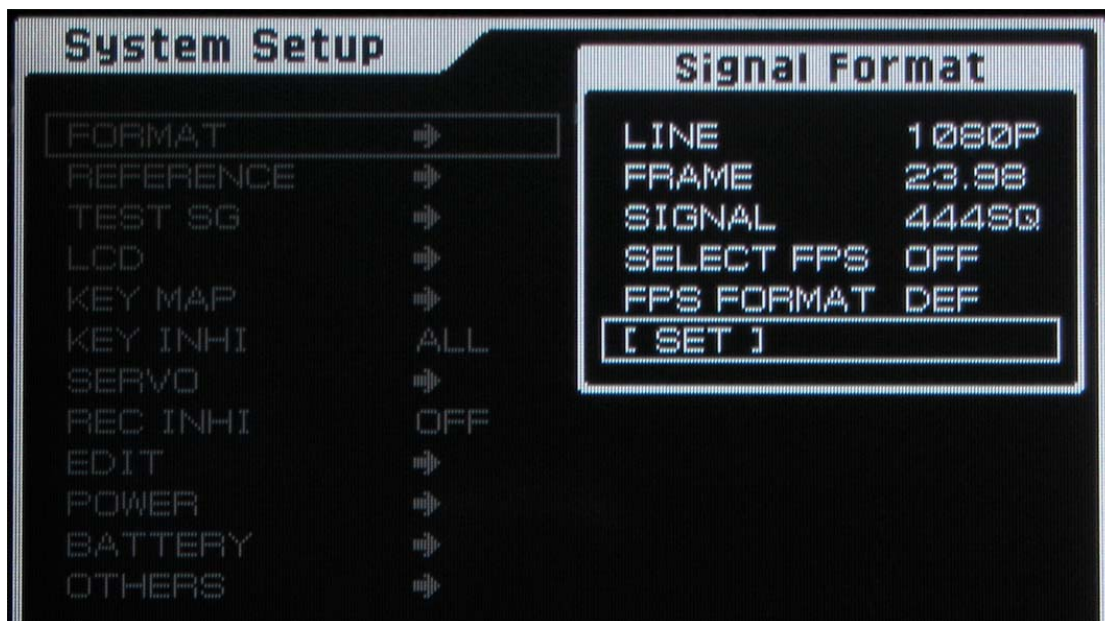 System Setup
FORMAT
REFERENCE
TEST SG
LCD
KEY MAP
KEY INHI ALL
SERVO
REC INHI OFF
EDIT
POWER
BATTERY
OTHERS
Signal Format
LINE 1080P
FRAME 23.98
SIGNAL 444SQ
SELECT FPS OFF
FPS FORMAT DEF
[ SET ]